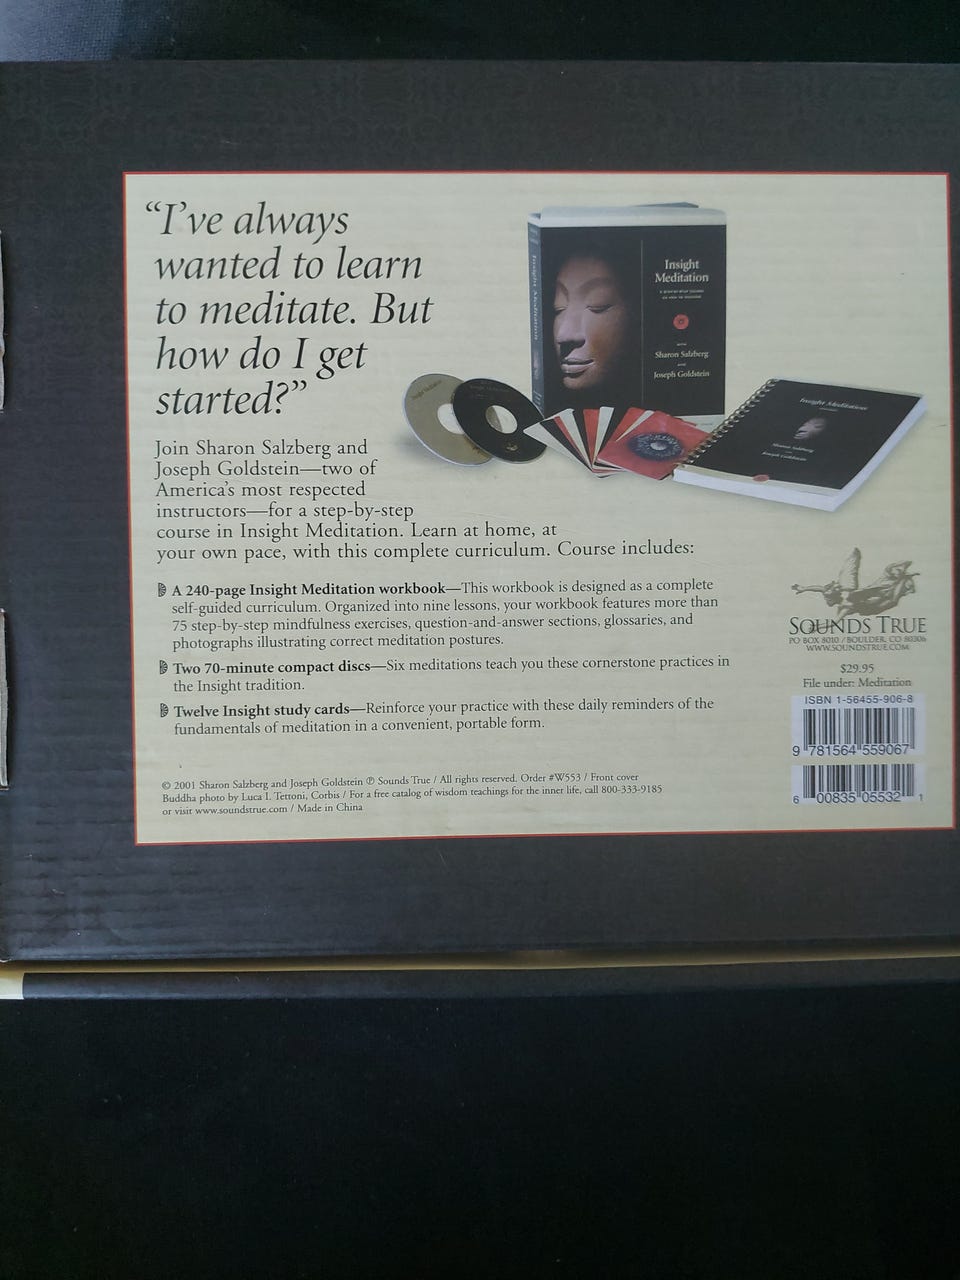 “I’ve always
wanted to learn
to meditate. But
how do I get
started?”
Join Sharon Salzberg and
Joseph Goldstein—two of
America’s most respected
instructors—for a step-by-step
course in Insight Meditation. Learn at home, at
your own pace, with this complete curriculum. Course includes:
A 240-page Insight Meditation workbook—This workbook is designed as a complete
self-guided curriculum. Organized into nine lessons, your workbook features more than
75 step-by-step mindfulness exercises, question-and-answer sections, glossaries, and
photographs illustrating correct meditation postures.
Two 70-minute compact discs—Six meditations teach you these cornerstone practices in
the Insight tradition.
Twelve Insight study cards—Reinforce your practice with these daily reminders of the
fundamentals of meditation in a convenient, portable form.
© 2001 Sharon Salzberg and Joseph Goldstein ℗ Sounds True / All rights reserved. Order #W553 / Front cover
Buddha photo by Luca I. Tettoni, Corbis / For a free catalog of wisdom teachings for the inner life, call 800-333-9185
or visit www.soundstrue.com / Made in China
Insight Meditation
Insight
Meditation
with
Sharon Salzberg
and
Joseph Goldstein
Insight Meditation
Sharon Salzberg
Joseph Goldstein
SOUNDS TRUE
PO BOX 8010 / BOULDER, CO 80306
WWW.SOUNDSTRUE.COM
$29.95
File under: Meditation
ISBN 1-56455-906-8
9 781564 559067
6 00835 05532 1